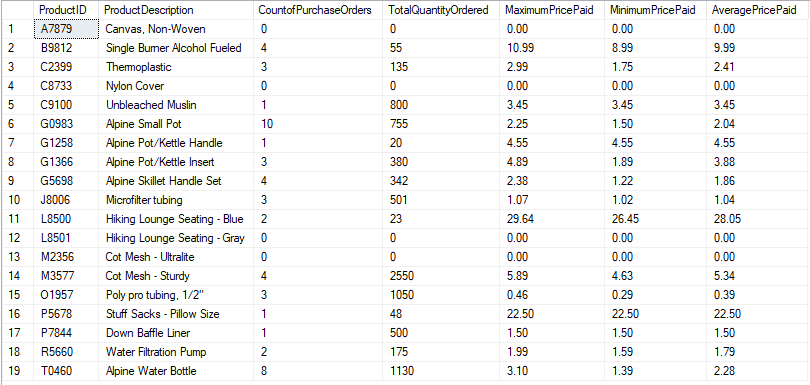 ProductID ProductDescription CountofPurchaseOrders TotalQuantityOrdered MaximumPricePaid MinimumPricePaid AveragePricePaid
1 A7879 Canvas, Non-Woven 0 0 0.00 0.00 0.00
2 B9812 Single Burner Alcohol Fueled 4 55 10.99 8.99 9.99
3 C2399 Thermoplastic 3 135 2.99 1.75 2.41
4 C8733 Nylon Cover 0 0 0.00 0.00 0.00
5 C9100 Unbleached Muslin 1 800 3.45 3.45 3.45
6 G0983 Alpine Small Pot 10 755 2.25 1.50 2.04
7 G1258 Alpine Pot/Kettle Handle 1 20 4.55 4.55 4.55
8 G1366 Alpine Pot/Kettle Insert 3 380 4.89 1.89 3.88
9 G5698 Alpine Skillet Handle Set 4 342 2.38 1.22 1.86
10 J8006 Microfilter tubing 3 501 1.07 1.02 1.04
11 L8500 Hiking Lounge Seating - Blue 2 23 29.64 26.45 28.05
12 L8501 Hiking Lounge Seating - Gray 0 0 0.00 0.00 0.00
13 M2356 Cot Mesh - Ultralite 0 0 0.00 0.00 0.00
14 M3577 Cot Mesh - Sturdy 4 2550 5.89 4.63 5.34
15 O1957 Poly pro tubing, 1/2" 3 1050 0.46 0.29 0.39
16 P5678 Stuff Sacks - Pillow Size 1 48 22.50 22.50 22.50
17 P7844 Down Baffle Liner 1 500 1.50 1.50 1.50
18 R5660 Water Filtration Pump 2 175 1.99 1.59 1.79
19 T0460 Alpine Water Bottle 8 1130 3.10 1.39 2.28